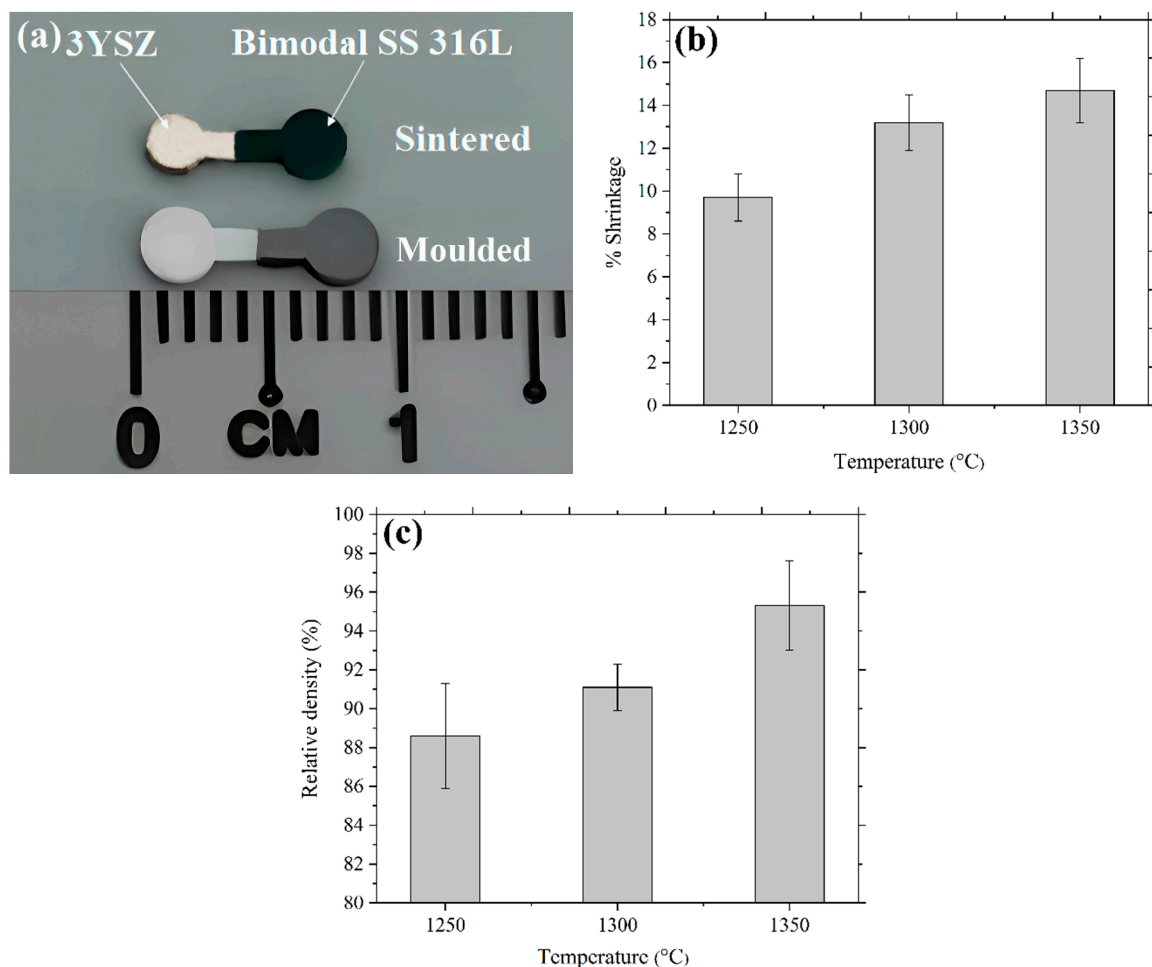 (a) 3YSZ Bimodal SS 316L
Sintered
Moulded
0 CM 1
(b)
18
16
14
12
10
8
6
4
2
0
% Shrinkage
1250 1300 1350
Temperature (°C)
(c)
100
98
96
94
92
90
88
86
84
82
80
Relative density (%)
1250 1300 1350
Temperature (°C)